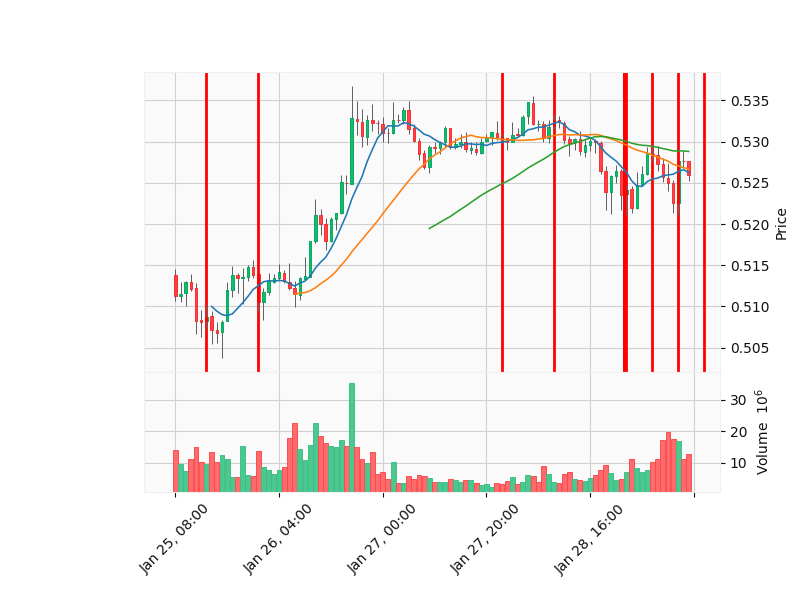 0.535
0.530
0.525
0.520
0.515
0.510
0.505
Price
30
20
10
Volume 10⁶
Jan 25, 08:00
Jan 26, 04:00
Jan 27, 00:00
Jan 27, 20:00
Jan 28, 16:00